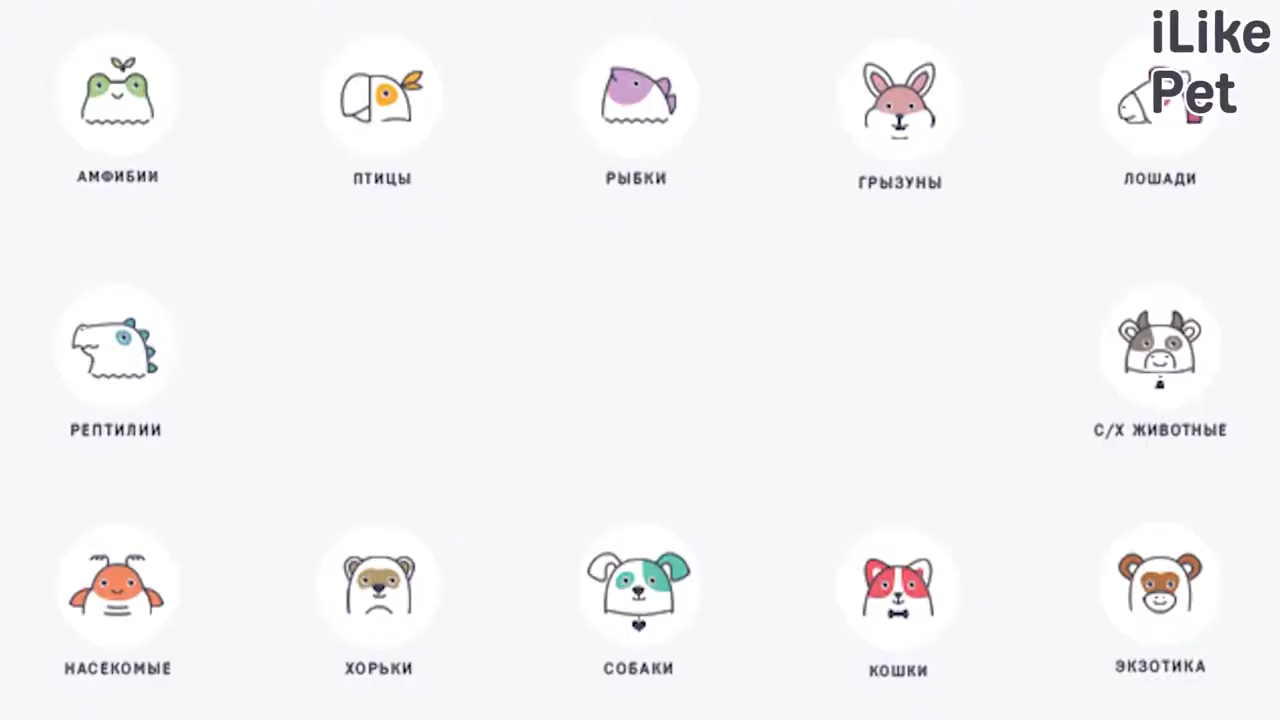 iLike
Pet
АМФИБИИ
ПТИЦЫ
РЫБКИ
ГРЫЗУНЫ
ЛОШАДИ
РЕПТИЛИИ
С/Х ЖИВОТНЫЕ
НАСЕКОМЫЕ
ХОРЬКИ
СОБАКИ
КОШКИ
ЭКЗОТИКА